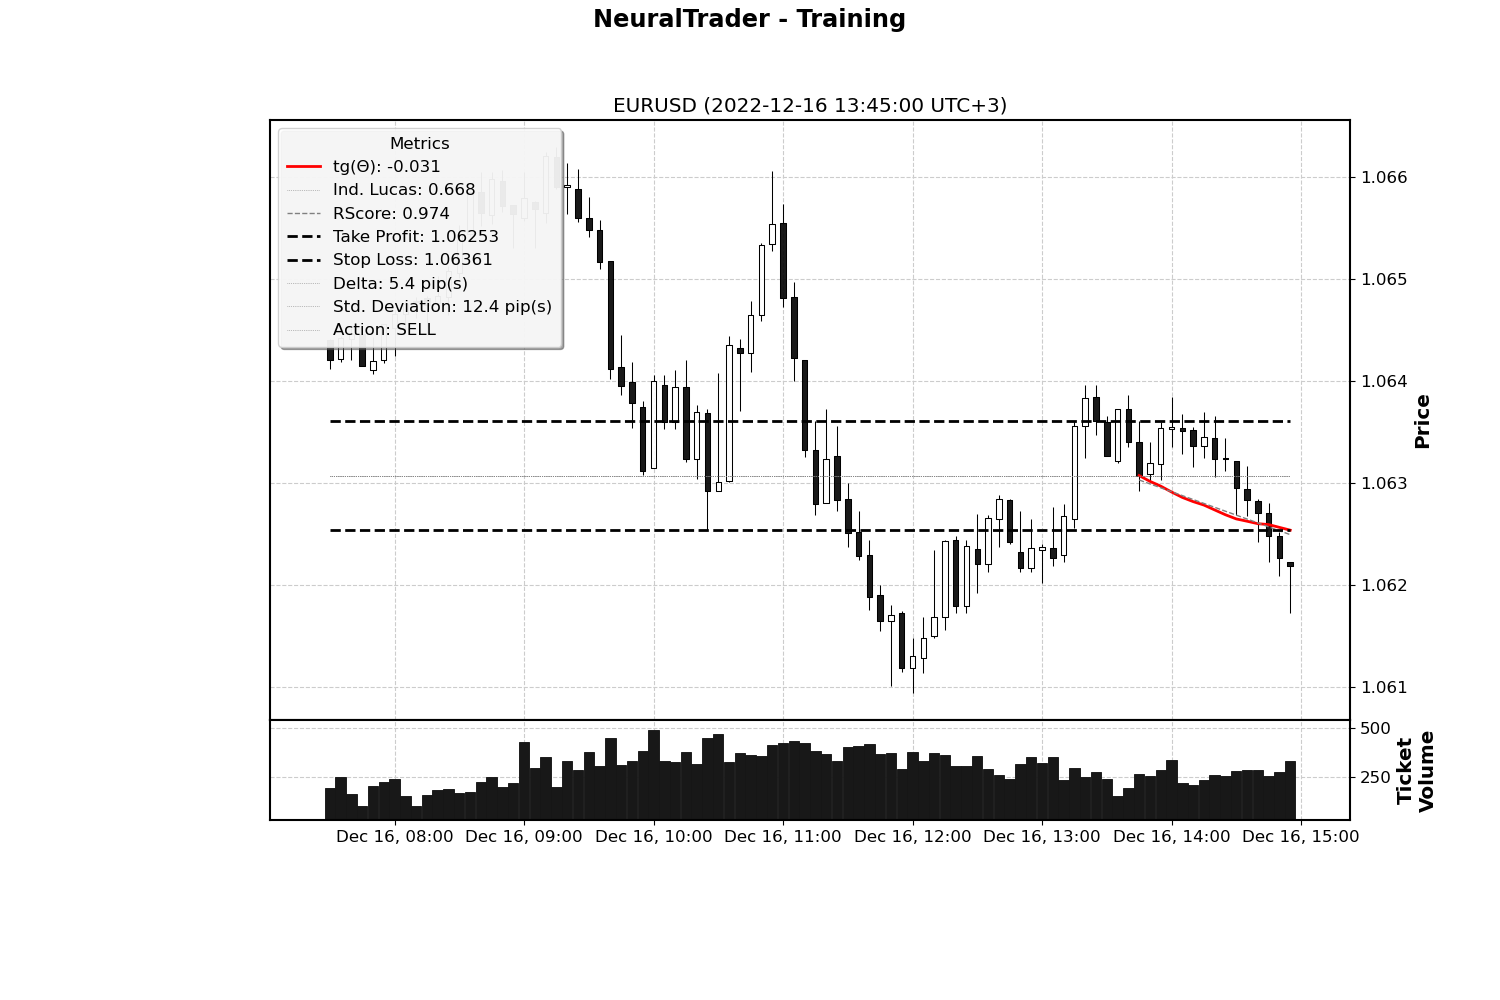 NeuralTrader - Training
EURUSD (2022-12-16 13:45:00 UTC+3)
Metrics
tg(Θ): -0.031
Ind. Lucas: 0.668
RScore: 0.974
Take Profit: 1.06253
Stop Loss: 1.06361
Delta: 5.4 pip(s)
Std. Deviation: 12.4 pip(s)
Action: SELL
1.066
1.065
1.064
1.063
1.062
1.061
Price
500
250
Ticket
Volume
Dec 16, 08:00 Dec 16, 09:00 Dec 16, 10:00 Dec 16, 11:00 Dec 16, 12:00 Dec 16, 13:00 Dec 16, 14:00 Dec 16, 15:00